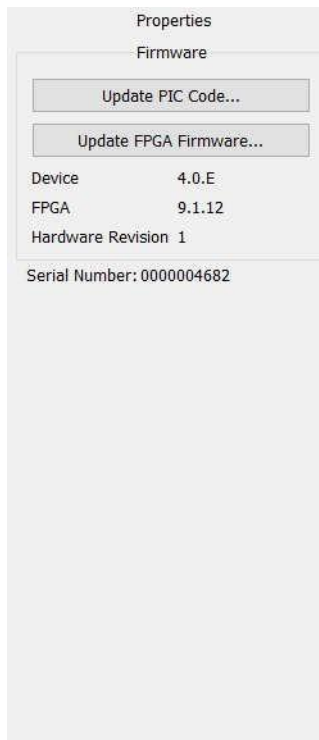 Properties
Firmware
Update PIC Code...
Update FPGA Firmware...
Device 4.0.E
FPGA 9.1.12
Hardware Revision 1
Serial Number: 0000004682